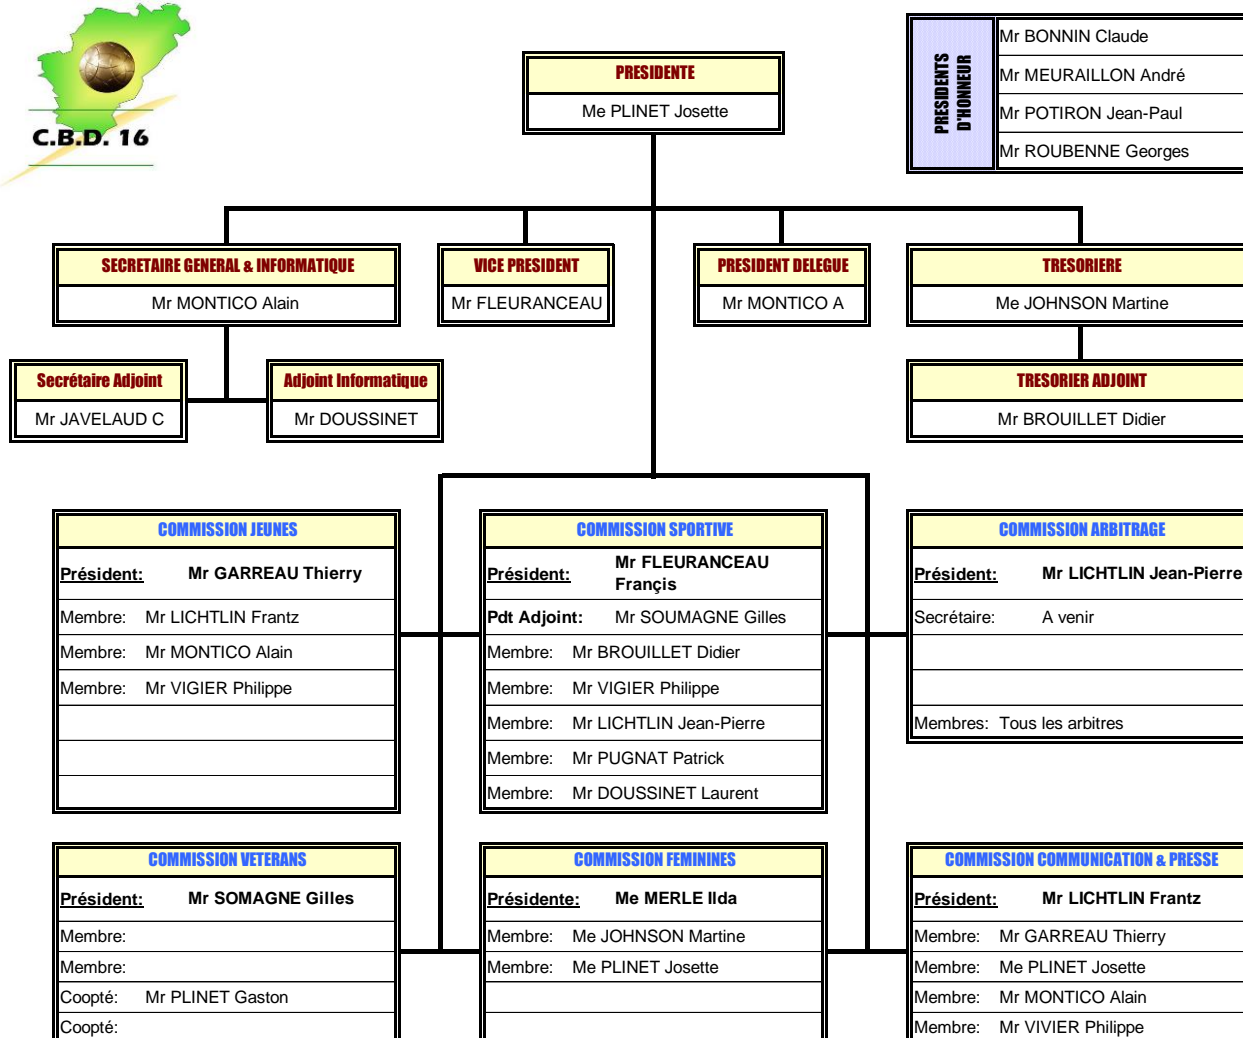 C.B.D. 16
PRESIDENTE
Me PLINET Josette
PRESIDENTS
D'HONNEUR
Mr BONNIN Claude
Mr MEURAILLON André
Mr POTIRON Jean-Paul
Mr ROUBENNE Georges
SECRETAIRE GENERAL & INFORMATIQUE
Mr MONTICO Alain
VICE PRESIDENT
Mr FLEURANCEAU
PRESIDENT DELEGUE
Mr MONTICO A
TRESORIERE
Me JOHNSON Martine
Secrétaire Adjoint
Mr JAVELAUD C
Adjoint Informatique
Mr DOUSSINET
TRESORIER ADJOINT
Mr BROUILLET Didier
COMMISSION JEUNES
Président: Mr GARREAU Thierry
Membre: Mr LICHTLIN Frantz
Membre: Mr MONTICO Alain
Membre: Mr VIGIER Philippe
COMMISSION SPORTIVE
Président: Mr FLEURANCEAU
Françis
Pdt Adjoint: Mr SOUMAGNE Gilles
Membre: Mr BROUILLET Didier
Membre: Mr VIGIER Philippe
Membre: Mr LICHTLIN Jean-Pierre
Membre: Mr PUGNAT Patrick
Membre: Mr DOUSSINET Laurent
COMMISSION ARBITRAGE
Président: Mr LICHTLIN Jean-Pierre
Secrétaire: A venir
Membres: Tous les arbitres
COMMISSION VETERANS
Président: Mr SOMAGNE Gilles
Membre:
Membre:
Coopté: Mr PLINET Gaston
Coopté:
COMMISSION FEMININES
Présidente: Me MERLE Ilda
Membre: Me JOHNSON Martine
Membre: Me PLINET Josette
COMMISSION COMMUNICATION & PRESSE
Président: Mr LICHTLIN Frantz
Membre: Mr GARREAU Thierry
Membre: Me PLINET Josette
Membre: Mr MONTICO Alain
Membre: Mr VIVIER Philippe